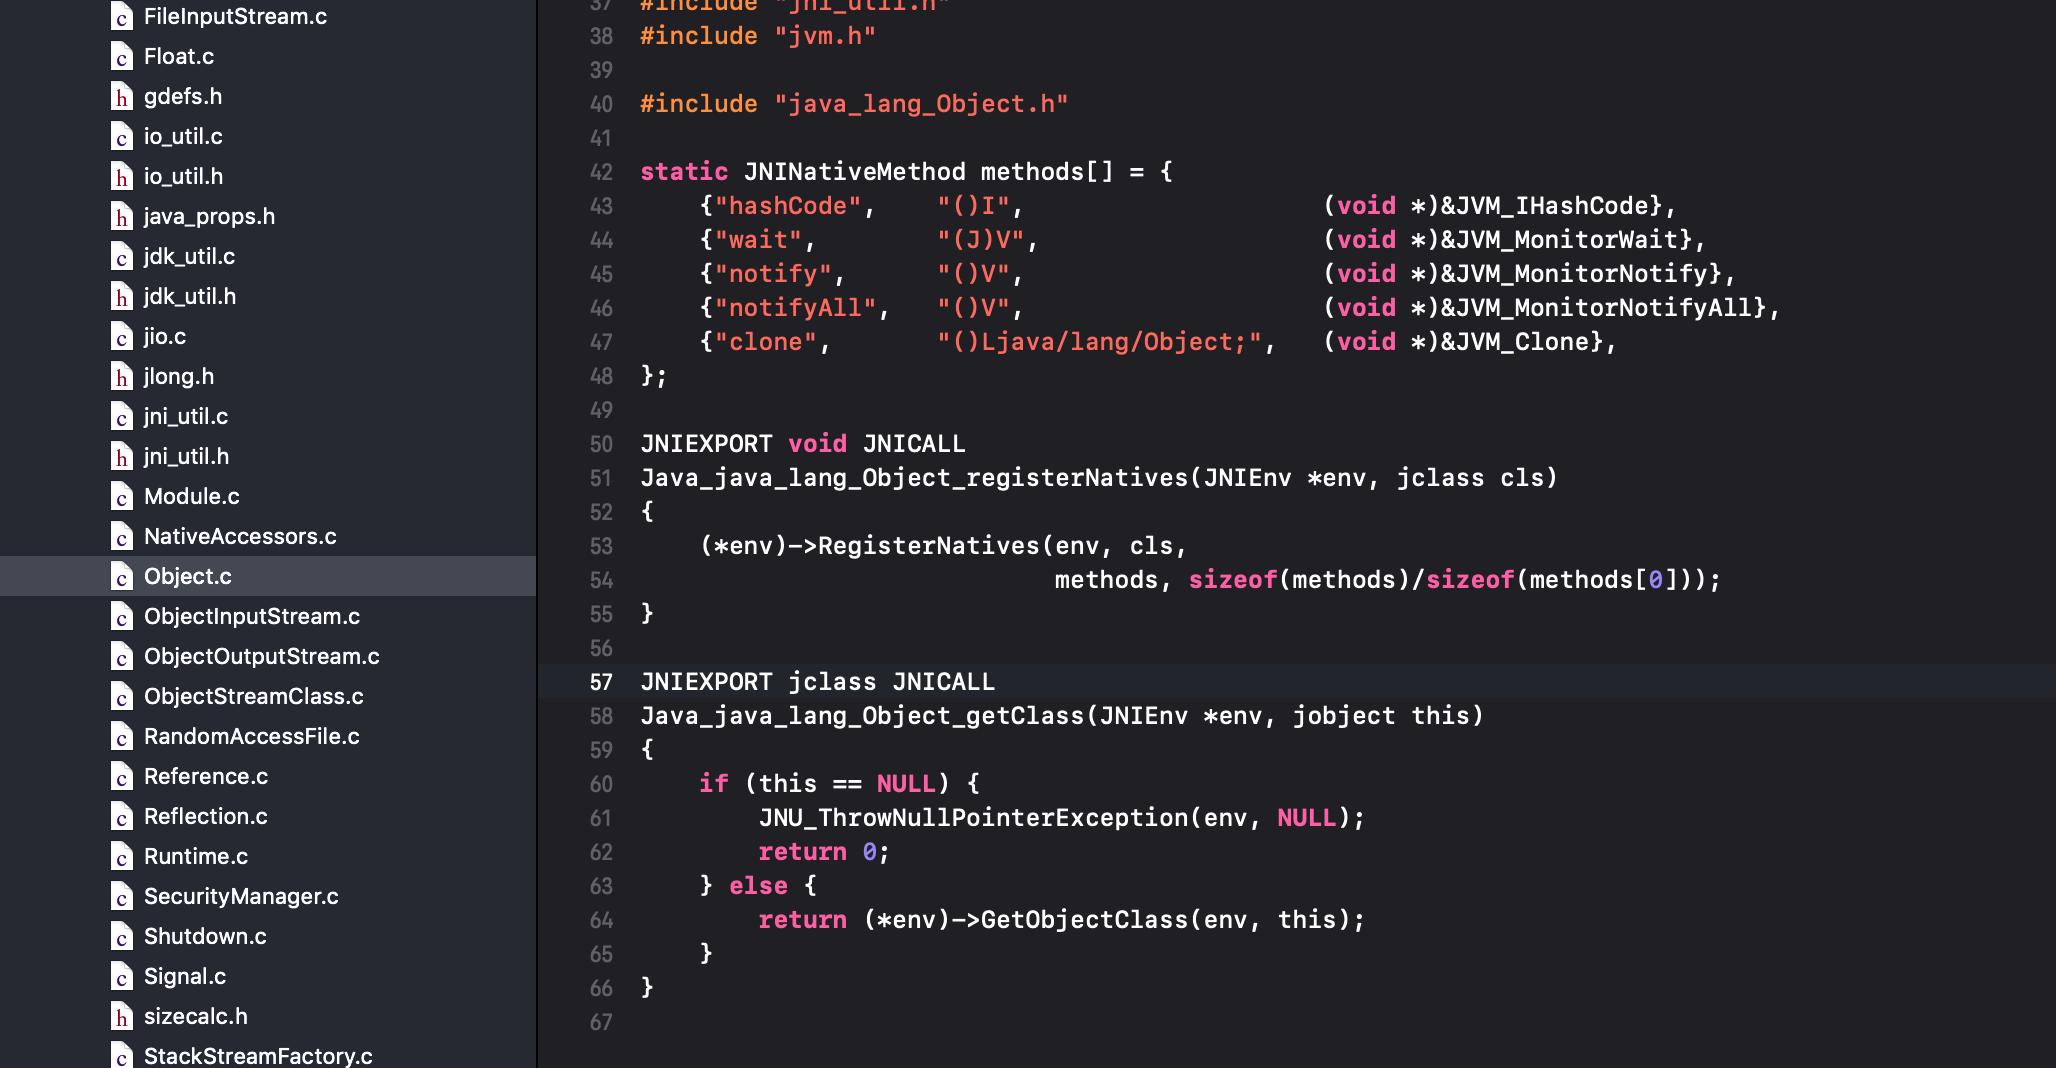 FileInputStream.c
Float.c
gdefs.h
io_util.c
io_util.h
java_props.h
jdk_util.c
jdk_util.h
jio.c
jlong.h
jni_util.c
jni_util.h
Module.c
NativeAccessors.c
Object.c
ObjectInputStream.c
ObjectOutputStream.c
ObjectStreamClass.c
RandomAccessFile.c
Reference.c
Reflection.c
Runtime.c
SecurityManager.c
Shutdown.c
Signal.c
sizecalc.h
StackStreamFactory.c
37 #include "jni_util.h"
38 #include "jvm.h"
39
40 #include "java_lang_Object.h"
41
42 static JNINativeMethod methods[] = {
43     {"hashCode",    "()I",                    (void *)&JVM_IHashCode},
44     {"wait",        "(J)V",                   (void *)&JVM_MonitorWait},
45     {"notify",      "()V",                    (void *)&JVM_MonitorNotify},
46     {"notifyAll",   "()V",                    (void *)&JVM_MonitorNotifyAll},
47     {"clone",       "()Ljava/lang/Object;",   (void *)&JVM_Clone},
48 };
49
50 JNIEXPORT void JNICALL
51 Java_java_lang_Object_registerNatives(JNIEnv *env, jclass cls)
52 {
53     (*env)->RegisterNatives(env, cls,
54                             methods, sizeof(methods)/sizeof(methods[0]));
55 }
56
57 JNIEXPORT jclass JNICALL
58 Java_java_lang_Object_getClass(JNIEnv *env, jobject this)
59 {
60     if (this == NULL) {
61         JNU_ThrowNullPointerException(env, NULL);
62         return 0;
63     } else {
64         return (*env)->GetObjectClass(env, this);
65     }
66 }
67